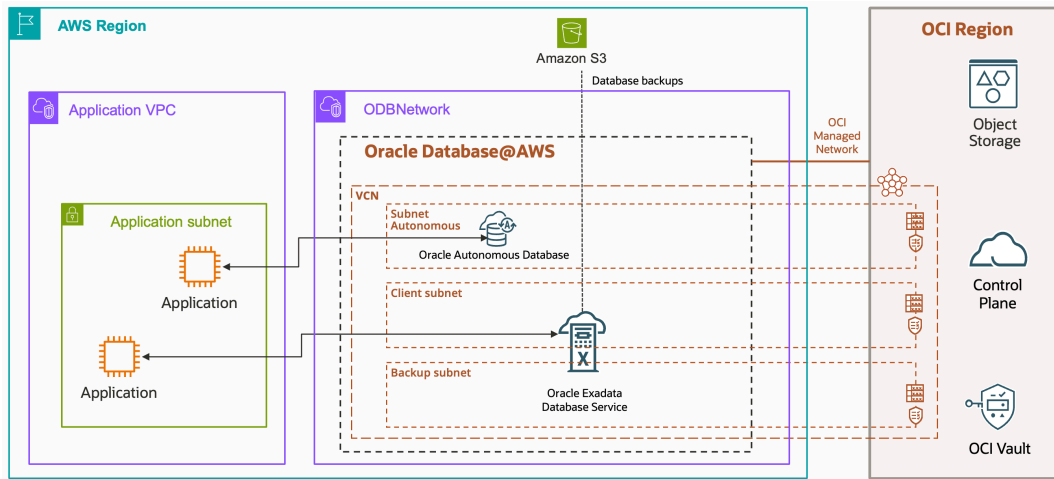 AWS Region
Amazon S3
Database backups
OCI Region
Application VPC
ODBNetwork
Object
Storage
OCI
Managed
Network
Oracle Database@AWS
VCN
Application subnet
Subnet
Autonomous
Oracle Autonomous Database
Application
Client subnet
Control
Plane
Application
Backup subnet
Oracle Exadata
Database Service
OCI Vault
A
X